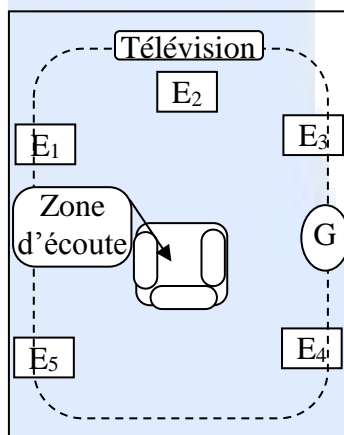 Télévision
E₂
E₁
E₃
Zone
d'écoute
G
E₅
E₄